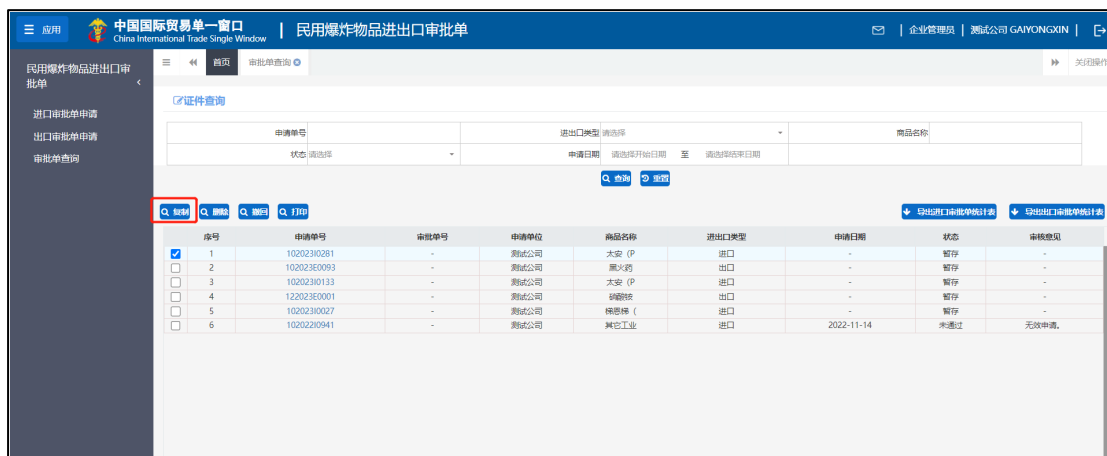 应用 中国国际贸易单一窗口 | 民用爆炸物品进出口审批单 | 企业管理员 | 测试公司 GAIYONGXIN |
China International Trade Single Window
民用爆炸物品进出口审批单
首页 审批单查询 关闭操作
进口审批单申请
出口审批单申请
审批单查询
证件查询
申请单号 进出口类型 请选择 商品名称
状态 请选择 申请日期 请选择开始日期 至 请选择结束日期
查询 重置
复制 删除 撤回 打印 导出进口审批单统计表 导出出口审批单统计表
序号 申请单号 审批单号 申请单位 商品名称 进出口类型 申请日期 状态 审核意见
1 102023I0281 - 测试公司 太安（P 进口 - 暂存 -
2 102023E0093 - 测试公司 黑火药 出口 - 暂存 -
3 102023I0133 - 测试公司 太安（P 进口 - 暂存 -
4 122023E0001 - 测试公司 硝酸铵 出口 - 暂存 -
5 102023I0027 - 测试公司 梯恩梯（ 进口 - 暂存 -
6 102022I0941 - 测试公司 其它工业 进口 2022-11-14 未通过 无效申请。